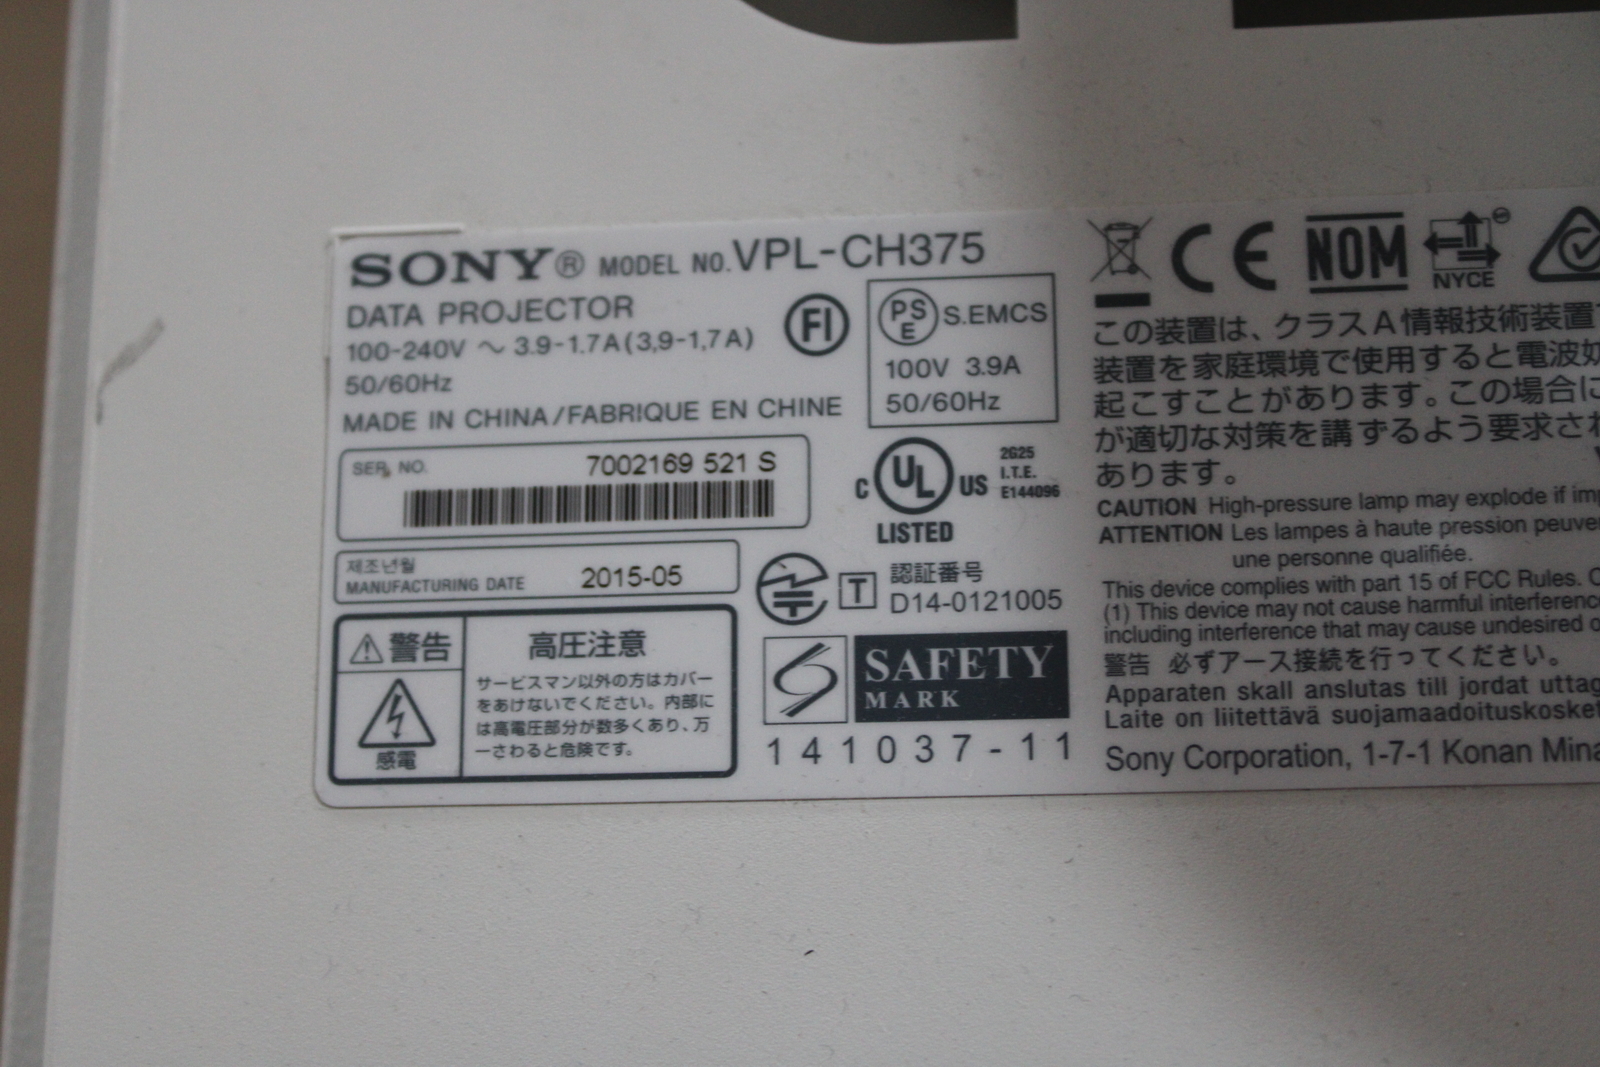 SONY® MODEL NO. VPL-CH375
DATA PROJECTOR
100-240V ～ 3.9-1.7A(3,9-1,7A)
50/60Hz
MADE IN CHINA/FABRIQUE EN CHINE
FI
PS
E
S.EMCS
100V 3.9A
50/60Hz
SER. NO.
7002169 521 S
C UL US
LISTED
2G25
I.T.E.
E144096
제조년월
MANUFACTURING DATE
2015-05
T
認証番号
D14-0121005
警告
感電
高圧注意
サービスマン以外の方はカバー
をあけないでください。内部に
は高電圧部分が数多くあり、万
一さわると危険です。
SAFETY
MARK
141037-11
CE
NOM
NYCE
この装置は、クラスA情報技術装置
装置を家庭環境で使用すると電波
起こすことがあります。この場合に
が適切な対策を講ずるよう要求
あります。
CAUTION High-pressure lamp may explode if
ATTENTION Les lampes à haute pression
une personne qualifiée.
This device complies with part 15 of FCC Rules.
(1) This device may not cause harmful
including interference that may cause undesired
警告 必ずアース接続を行ってください。
Apparaten skall anslutas till jordat
Laite on liitettävä
Sony Corporation, 1-7-1 Konan